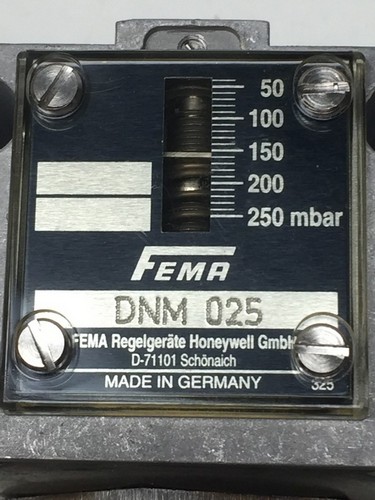 50
100
150
200
250 mbar
FEMA
DNM 025
FEMA Regelgeräte Honeywell GmbH
D-71101 Schönaich
MADE IN GERMANY
325